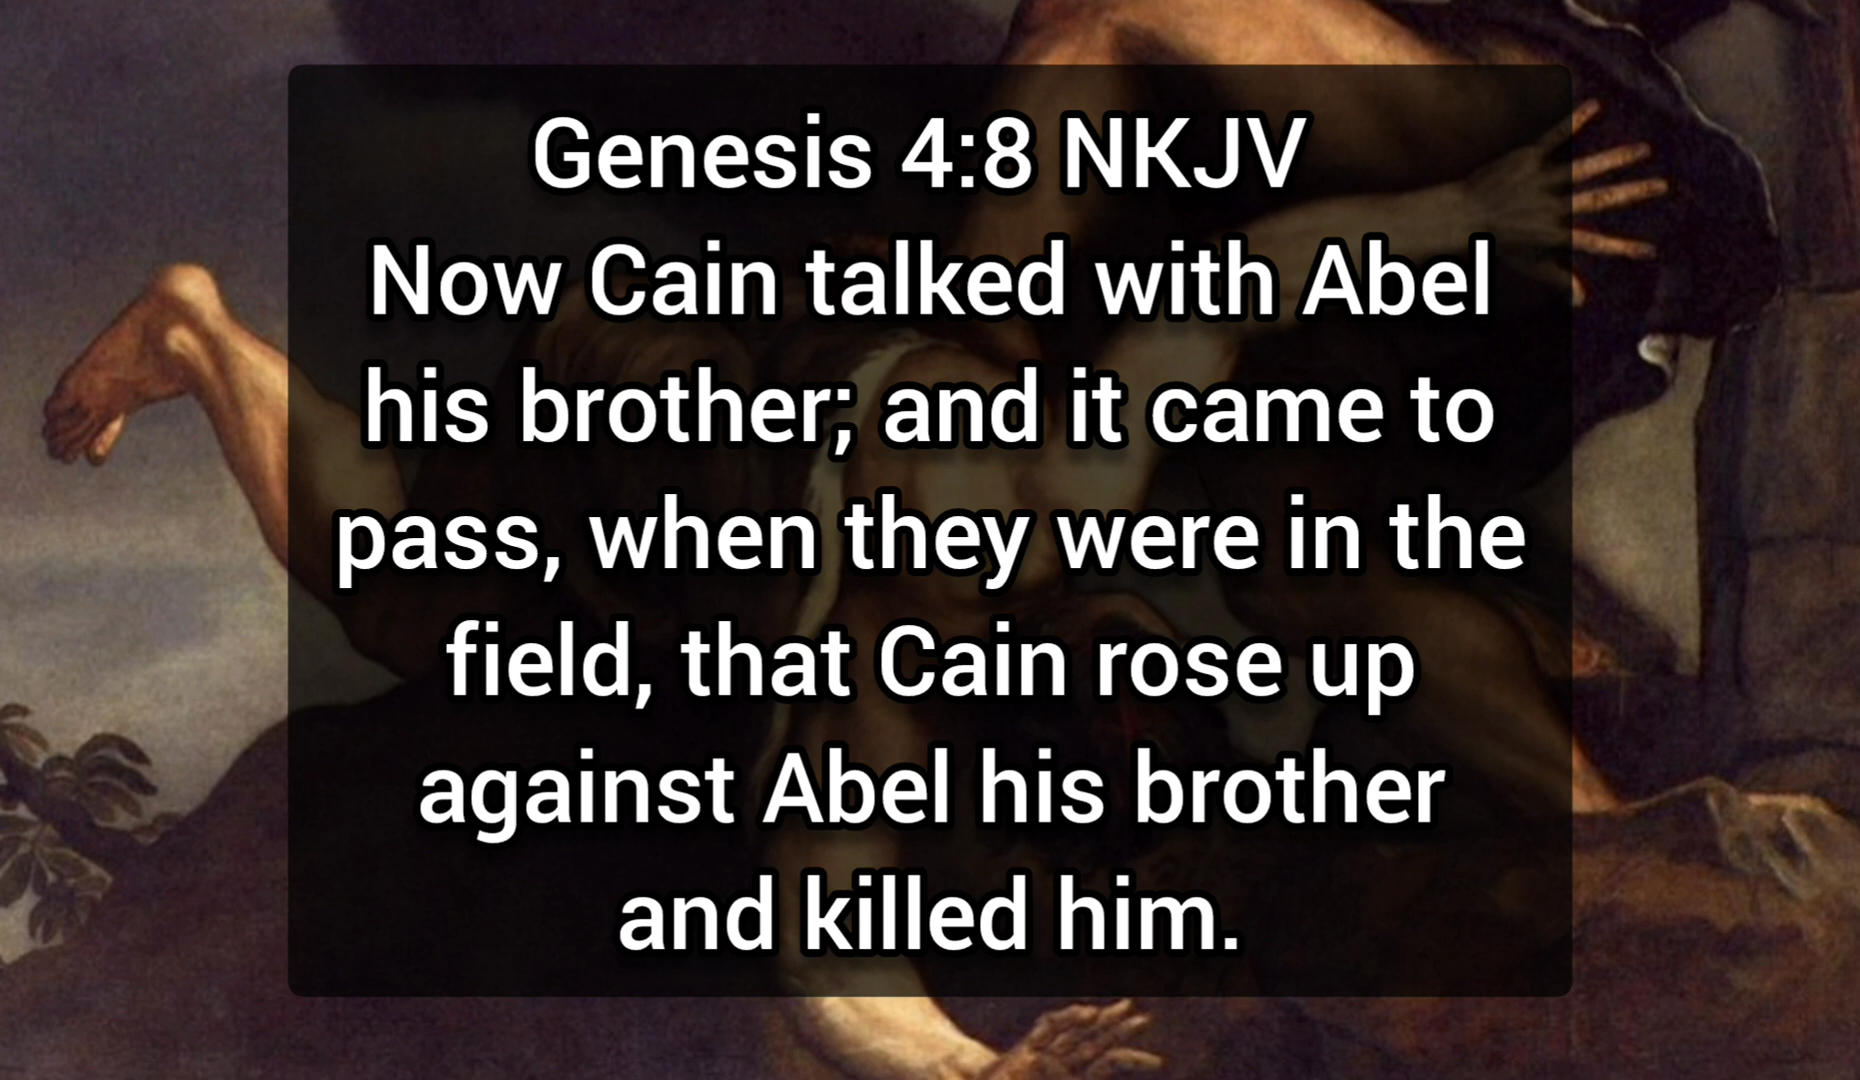 Genesis 4:8 NKJV
Now Cain talked with Abel
his brother; and it came to
pass, when they were in the
field, that Cain rose up
against Abel his brother
and killed him.